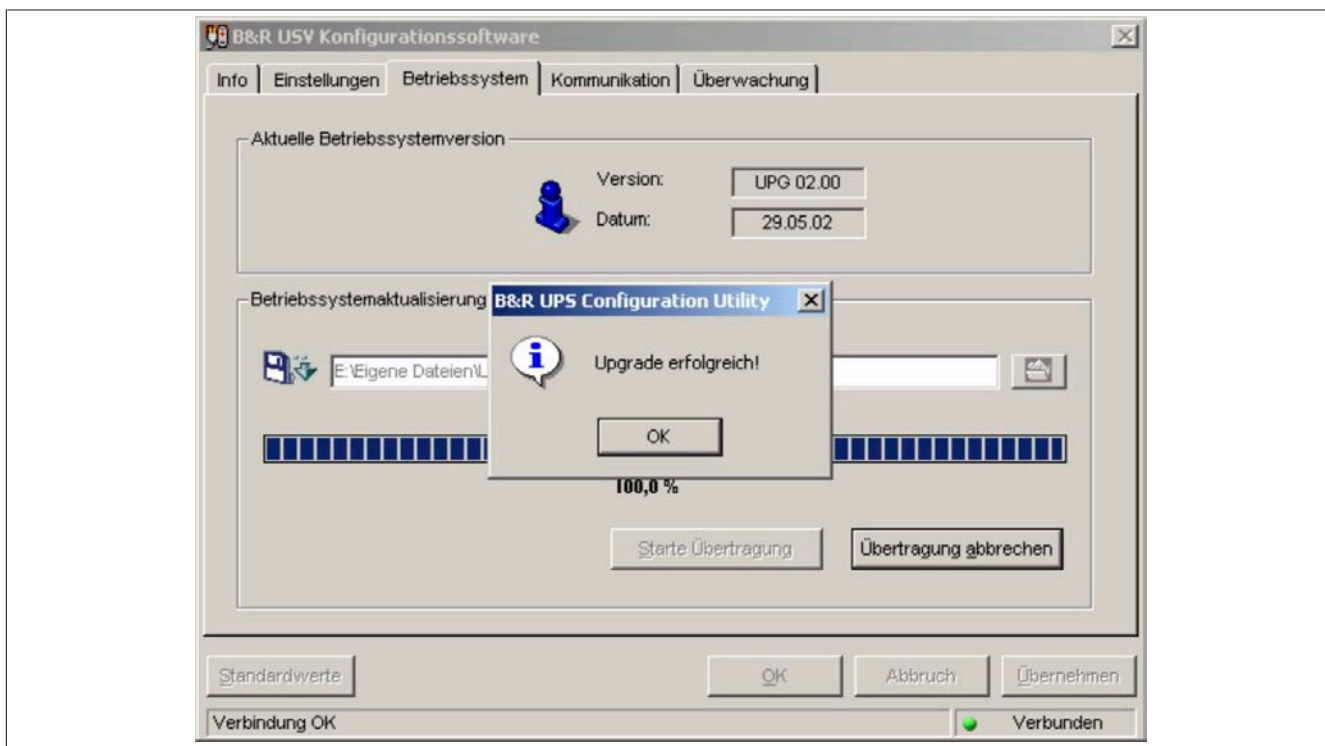 B&R USV Konfigurationssoftware
Info Einstellungen Betriebssystem Kommunikation Überwachung
Aktuelle Betriebssystemversion
Version: UPG 02.00
Datum: 29.05.02
Betriebssystemaktualisierung
B&R UPS Configuration Utility
E:\Eigene Dateien\L
Upgrade erfolgreich!
OK
100,0 %
Starte Übertragung Übertragung abbrechen
Standardwerte OK Abbruch Übernehmen
Verbindung OK Verbunden